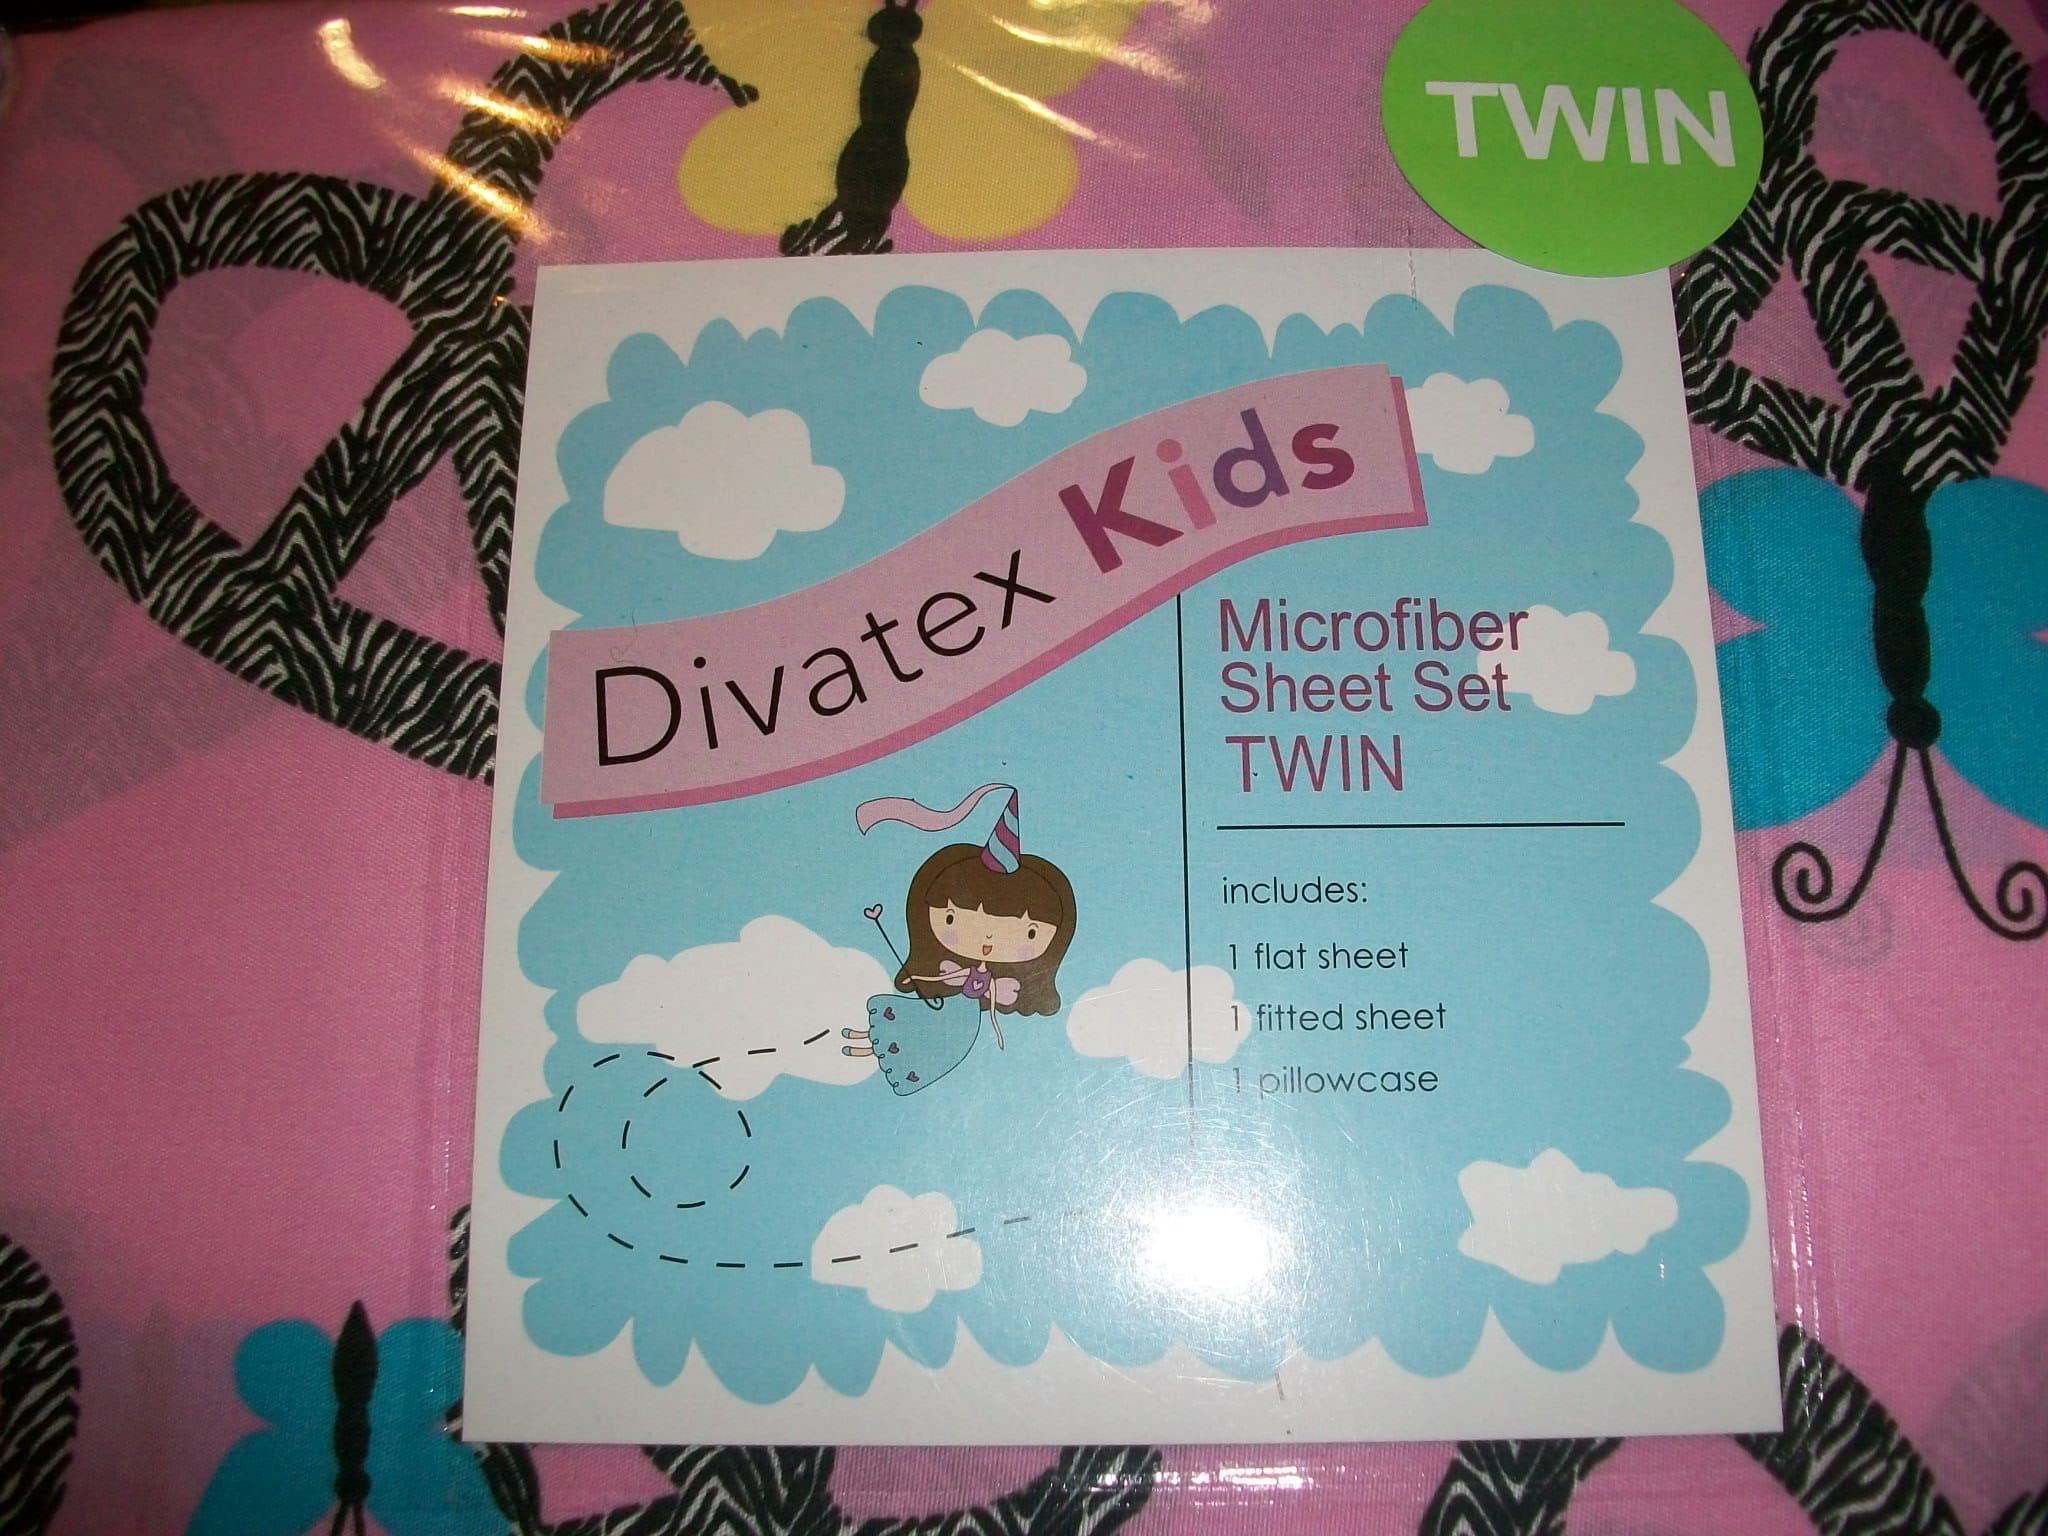 TWIN
Divatex Kids
Microfiber
Sheet Set
TWIN
includes:
1 flat sheet
1 fitted sheet
1 pillowcase